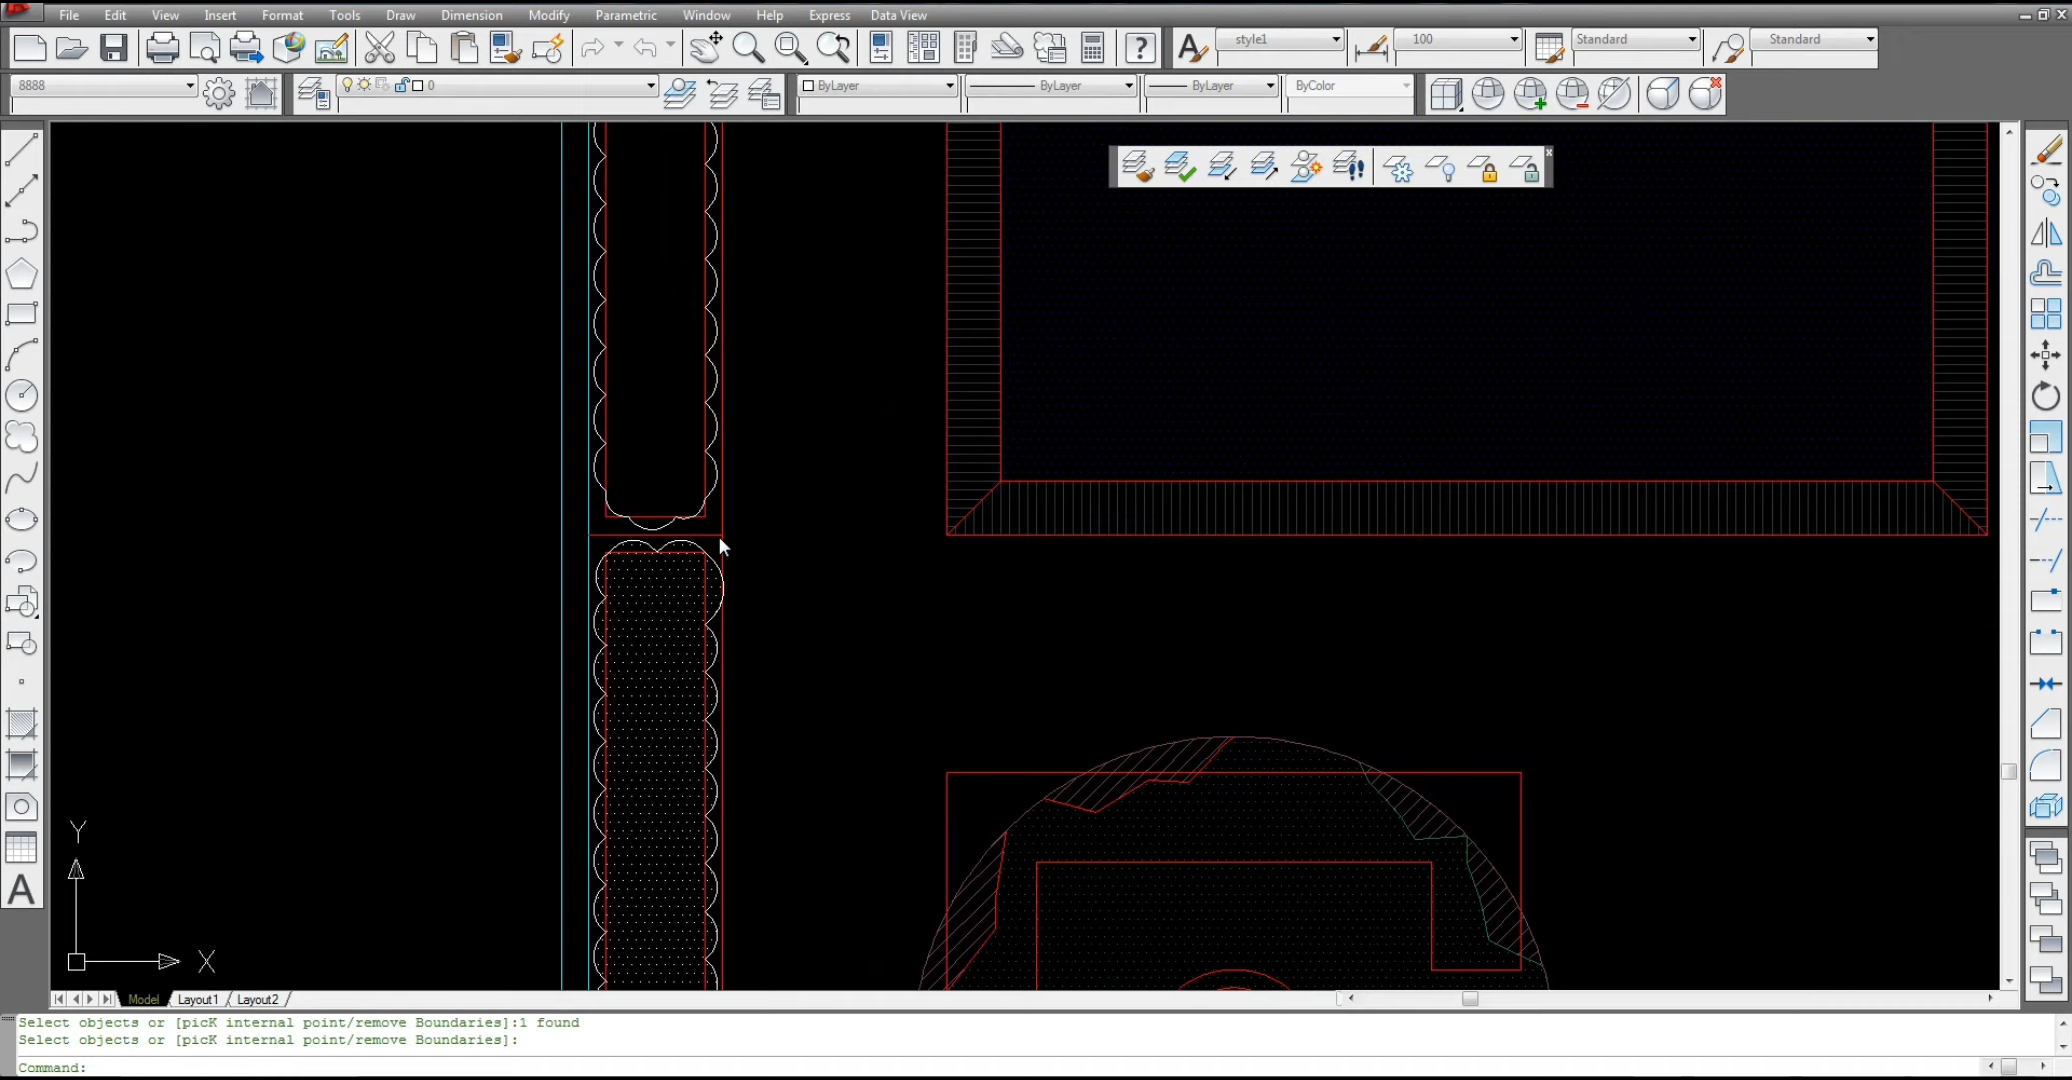 File Edit View Insert Format Tools Draw Dimension Modify Parametric Window Help Express Data View
style1 100 Standard Standard
8888 0 ByLayer ByLayer ByLayer ByColor
A
Y
X
Model Layout1 Layout2
Select objects or [picK internal point/remove Boundaries]:1 found
Select objects or [picK internal point/remove Boundaries]:
Command: